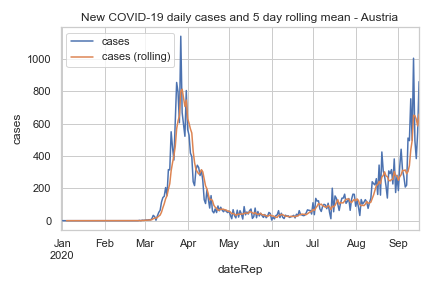 New COVID-19 daily cases and 5 day rolling mean - Austria
cases
cases (rolling)
cases
1000
800
600
400
200
0
Jan Feb Mar Apr May Jun Jul Aug Sep
2020
dateRep